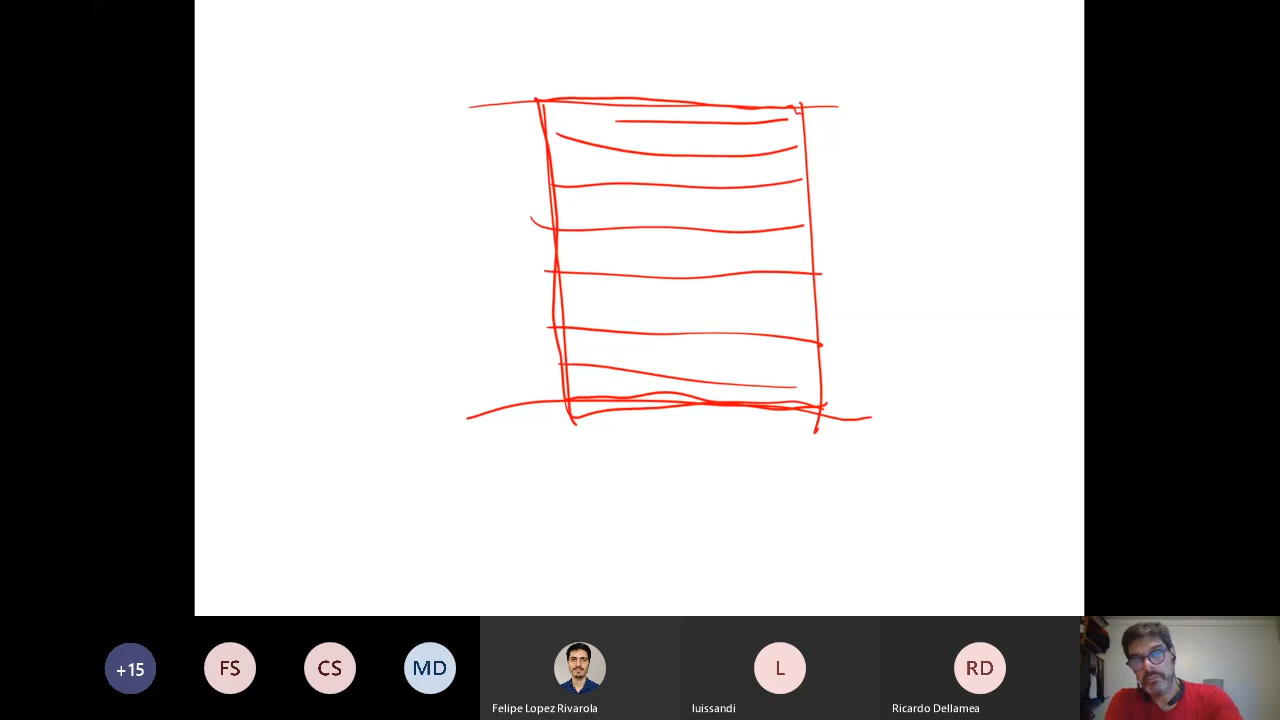 +15
FS
CS
MD
L
RD
Felipe Lopez Rivarola
luissandi
Ricardo Dellamea